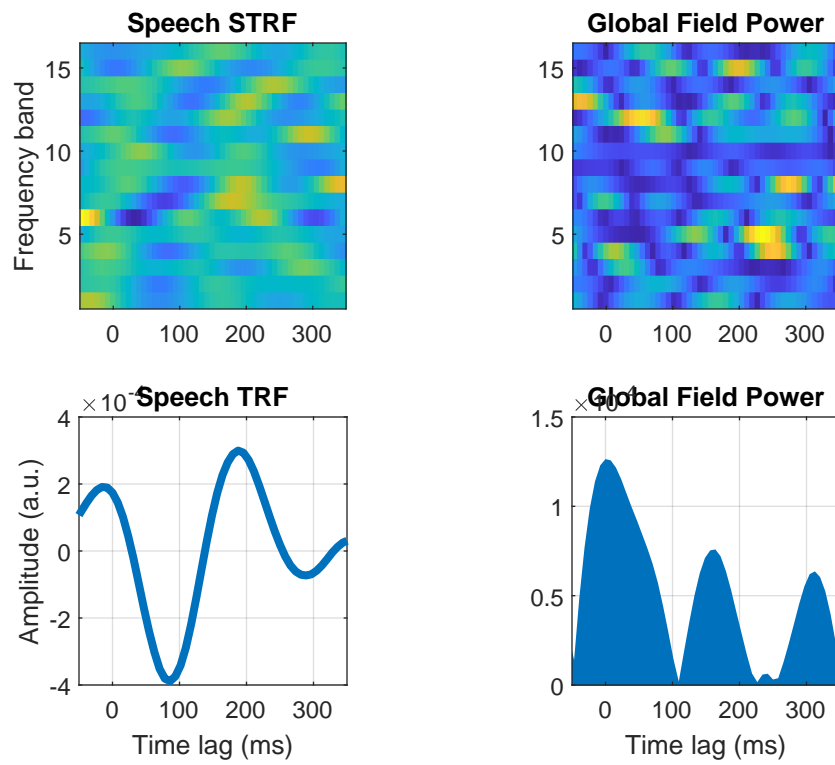 Speech STRF
Frequency band
15
10
5
0 100 200 300
Global Field Power
15
10
5
0 100 200 300
Speech TRF
× 10-4
Amplitude (a.u.)
4
2
0
-2
-4
0 100 200 300
Time lag (ms)
Global Field Power
1.5
1
0.5
0
0 100 200 300
Time lag (ms)